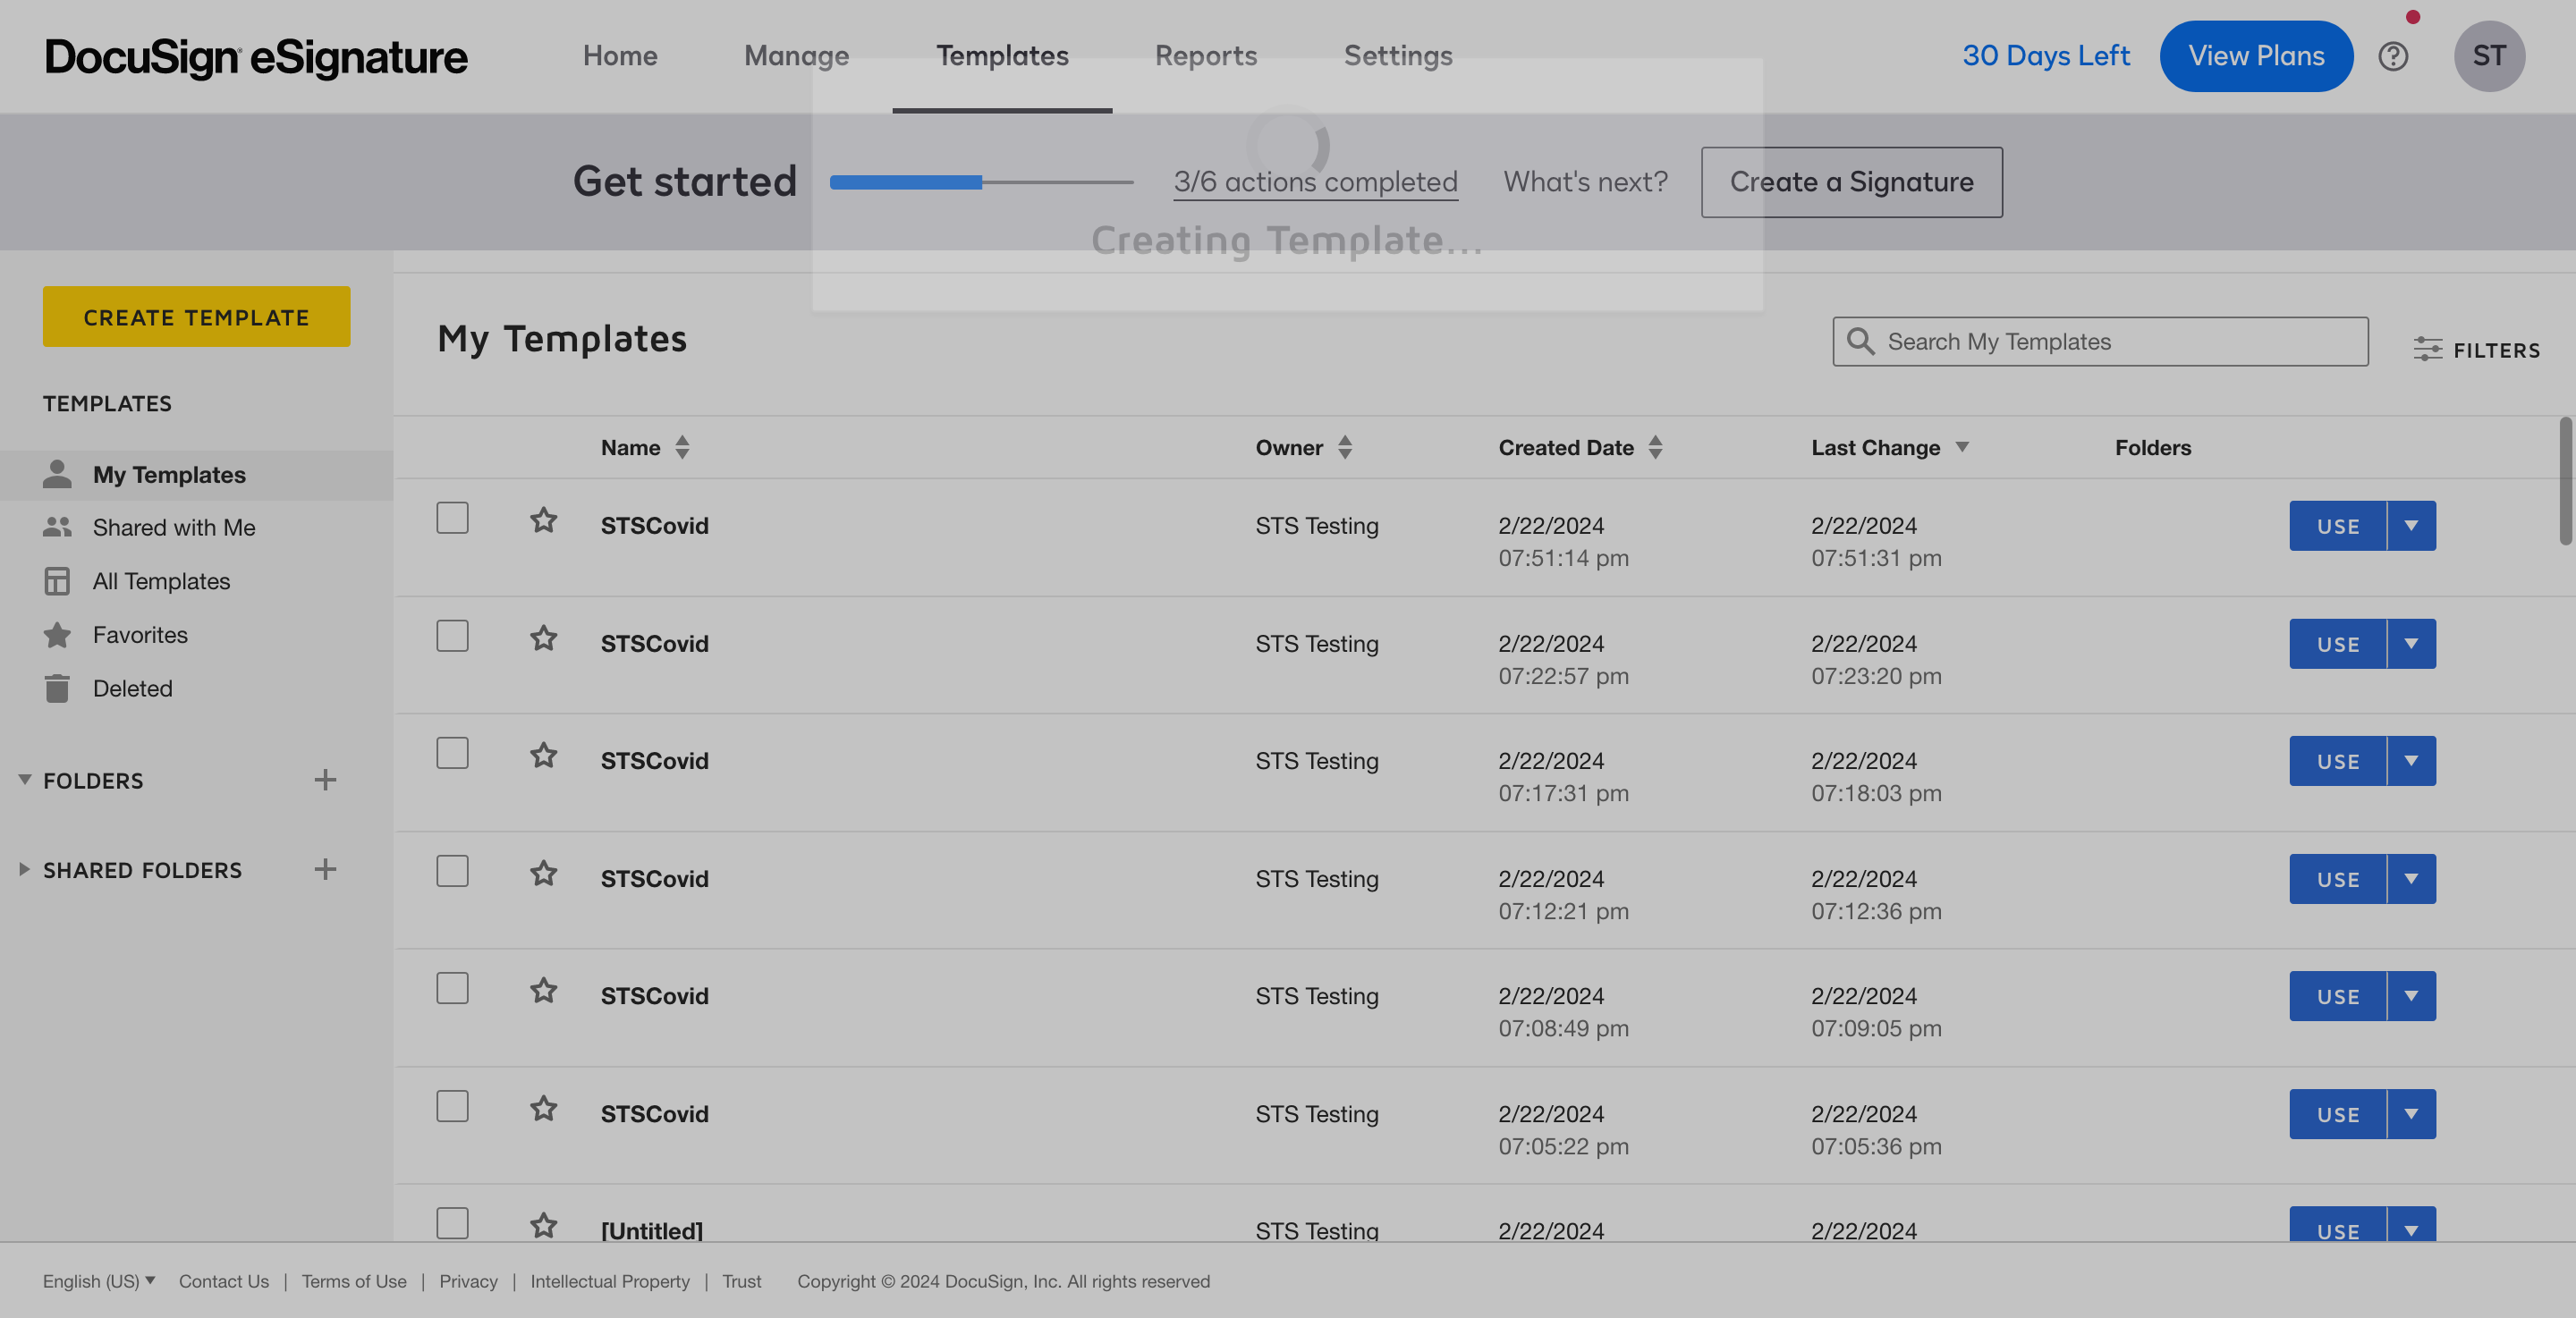 DocuSign eSignature
Home Manage Templates Reports Settings
30 Days Left View Plans ST
Get started 3/6 actions completed What's next? Create a Signature
Creating Template...
CREATE TEMPLATE
TEMPLATES
My Templates
Shared with Me
All Templates
Favorites
Deleted
FOLDERS
SHARED FOLDERS
My Templates
Search My Templates FILTERS
Name Owner Created Date Last Change Folders
STSCovid STS Testing 2/22/2024 2/22/2024 USE
07:51:14 pm 07:51:31 pm
STSCovid STS Testing 2/22/2024 2/22/2024 USE
07:22:57 pm 07:23:20 pm
STSCovid STS Testing 2/22/2024 2/22/2024 USE
07:17:31 pm 07:18:03 pm
STSCovid STS Testing 2/22/2024 2/22/2024 USE
07:12:21 pm 07:12:36 pm
STSCovid STS Testing 2/22/2024 2/22/2024 USE
07:08:49 pm 07:09:05 pm
STSCovid STS Testing 2/22/2024 2/22/2024 USE
07:05:22 pm 07:05:36 pm
[Untitled] STS Testing 2/22/2024 2/22/2024 USE
English (US) Contact Us | Terms of Use | Privacy | Intellectual Property | Trust Copyright © 2024 DocuSign, Inc. All rights reserved